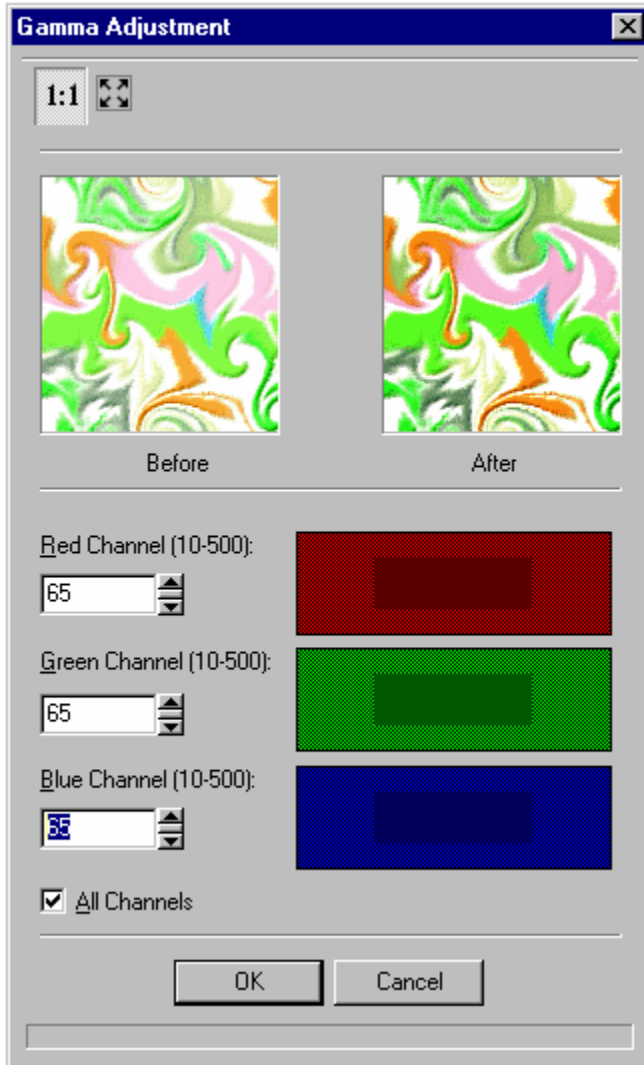 Gamma Adjustment
1:1
Before After
Red Channel (10-500):
65
Green Channel (10-500):
65
Blue Channel (10-500):
65
All Channels
OK Cancel